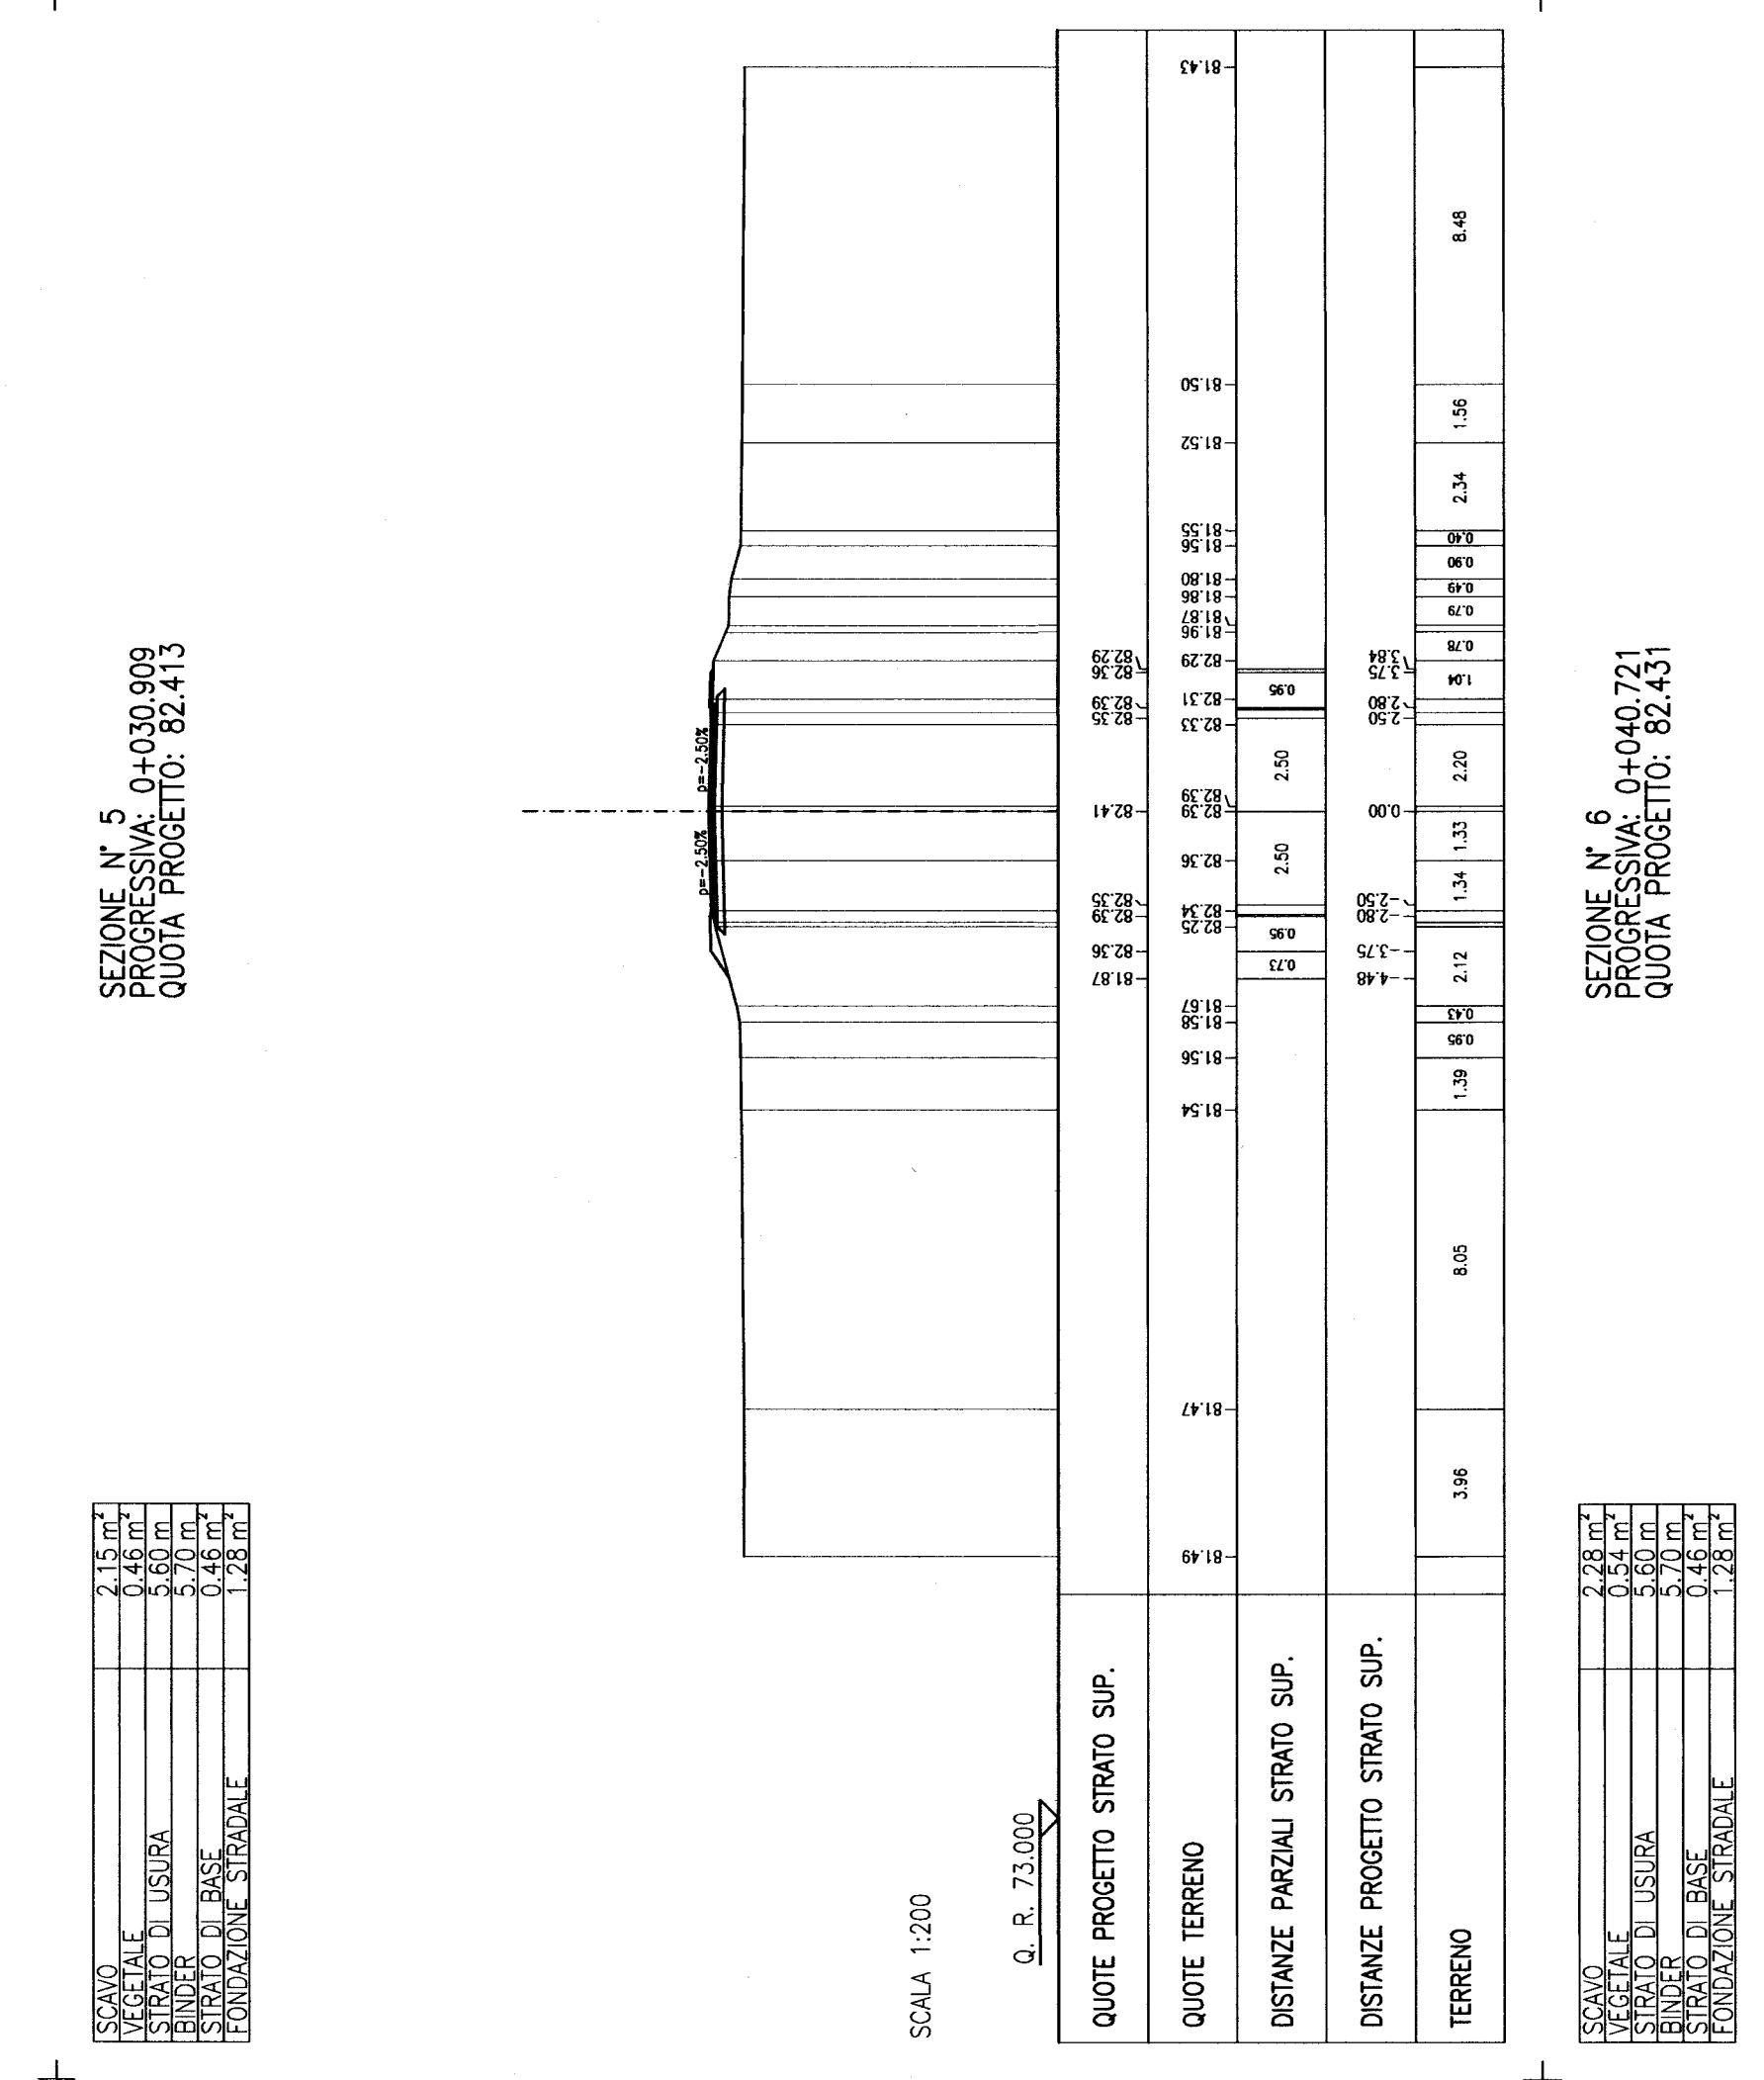 SEZIONE N° 5
PROGRESSIVA: 0+030.909
QUOTA PROGETTO: 82.413
SCAVO 2.15 m²
VEGETALE 0.46 m²
STRATO DI USURA 5.60 m
BINDER 5.70 m
STRATO DI BASE 0.46 m²
FONDAZIONE STRADALE 1.28 m²
p=-2.50% p=-2.50%
SCALA 1:200
Q. R. 73.000
QUOTE PROGETTO STRATO SUP. 81.87 82.36 82.39 82.35 82.41 82.35 82.39 82.36 82.29
QUOTE TERRENO 81.49 81.47 81.54 81.56 81.58 81.67 82.25 82.34 82.36 82.39 82.39 82.33 82.31 82.29 81.96 81.87 81.86 81.80 81.56 81.55 81.52 81.50 81.43
DISTANZE PARZIALI STRATO SUP. 0.73 0.95 2.50 2.50 0.95
DISTANZE PROGETTO STRATO SUP. -4.48 -3.75 -2.80 -2.50 0.00 2.50 2.80 3.75 3.84
TERRENO 3.96 8.05 1.39 0.95 0.43 2.12 1.34 1.33 2.20 1.04 0.78 0.79 0.49 0.90 0.40 2.34 1.56 8.48
SEZIONE N° 6
PROGRESSIVA: 0+040.721
QUOTA PROGETTO: 82.431
SCAVO 2.28 m²
VEGETALE 0.54 m²
STRATO DI USURA 5.60 m
BINDER 5.70 m
STRATO DI BASE 0.46 m²
FONDAZIONE STRADALE 1.28 m²